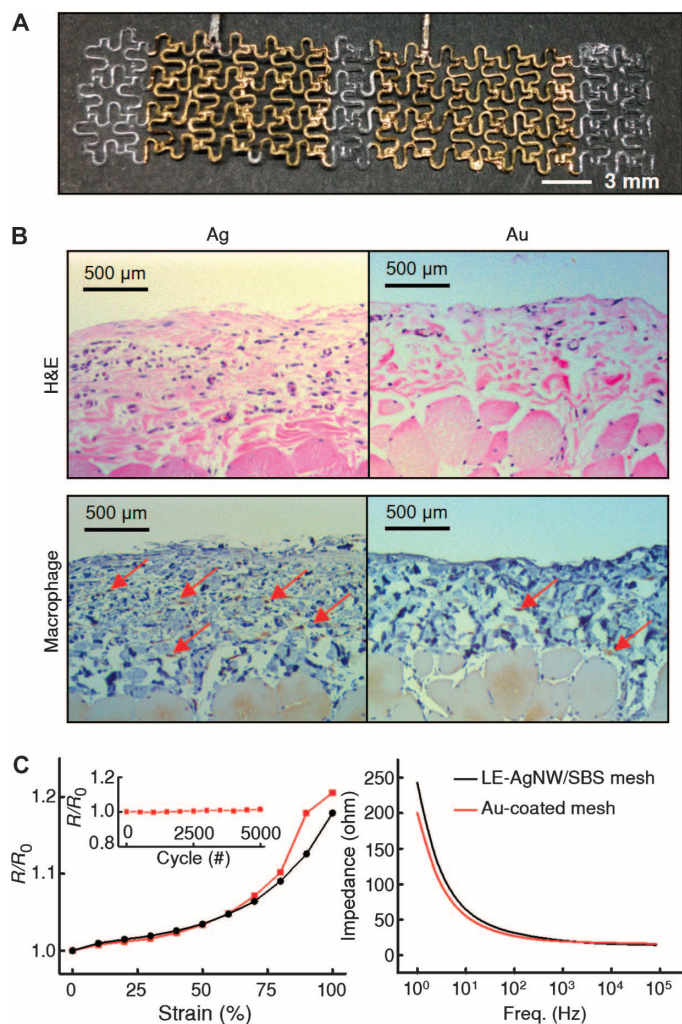 A
3 mm
B
Ag
Au
500 µm
500 µm
H&E
500 µm
500 µm
Macrophage
C
R/R0
1.2
1.1
1.0
0
25
50
75
100
Strain (%)
R/R0
1.2
1.0
0.8
0
2500
5000
Cycle (#)
LE-AgNW/SBS mesh
Au-coated mesh
Impedance (ohm)
250
200
150
100
50
0
10⁰
10¹
10²
10³
10⁴
10⁵
Freq. (Hz)